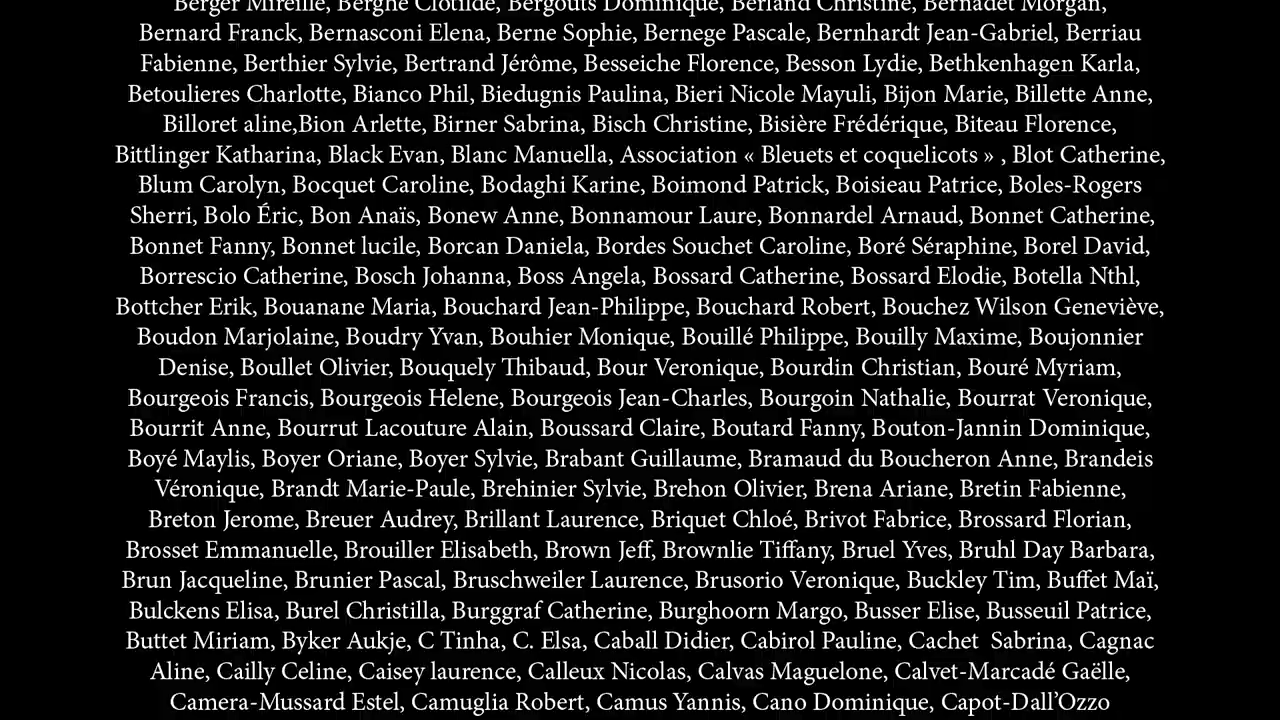 Berger Mireille, Berghe Clotilde, Bergouts Dominique, Berland Christine, Bernadet Morgan,
Bernard Franck, Bernasconi Elena, Berne Sophie, Bernege Pascale, Bernhardt Jean-Gabriel, Berriau
Fabienne, Berthier Sylvie, Bertrand Jérôme, Besseiche Florence, Besson Lydie, Bethkenhagen Karla,
Betoulieres Charlotte, Bianco Phil, Biedugnis Paulina, Bieri Nicole Mayuli, Bijon Marie, Billette Anne,
Billoret aline,Bion Arlette, Birner Sabrina, Bisch Christine, Bisière Frédérique, Biteau Florence,
Bittlinger Katharina, Black Evan, Blanc Manuella, Association « Bleuets et coquelicots » , Blot Catherine,
Blum Carolyn, Bocquet Caroline, Bodaghi Karine, Boimond Patrick, Boisieau Patrice, Boles-Rogers
Sherri, Bolo Éric, Bon Anaïs, Bonew Anne, Bonnamour Laure, Bonnardel Arnaud, Bonnet Catherine,
Bonnet Fanny, Bonnet lucile, Borcan Daniela, Bordes Souchet Caroline, Boré Séraphine, Borel David,
Borrescio Catherine, Bosch Johanna, Boss Angela, Bossard Catherine, Bossard Elodie, Botella Nthl,
Bottcher Erik, Bouanane Maria, Bouchard Jean-Philippe, Bouchard Robert, Bouchez Wilson Geneviève,
Boudon Marjolaine, Boudry Yvan, Bouhier Monique, Bouillé Philippe, Bouilly Maxime, Boujonnier
Denise, Boullet Olivier, Bouquely Thibaud, Bour Veronique, Bourdin Christian, Bouré Myriam,
Bourgeois Francis, Bourgeois Helene, Bourgeois Jean-Charles, Bourgoin Nathalie, Bourrat Veronique,
Bourrit Anne, Bourrut Lacouture Alain, Boussard Claire, Boutard Fanny, Bouton-Jannin Dominique,
Boyé Maylis, Boyer Oriane, Boyer Sylvie, Brabant Guillaume, Bramaud du Boucheron Anne, Brandeis
Véronique, Brandt Marie-Paule, Brehinier Sylvie, Brehon Olivier, Brena Ariane, Bretin Fabienne,
Breton Jerome, Breuer Audrey, Brillant Laurence, Briquet Chloé, Brivot Fabrice, Brossard Florian,
Brosset Emmanuelle, Brouiller Elisabeth, Brown Jeff, Brownlie Tiffany, Bruel Yves, Bruhl Day Barbara,
Brun Jacqueline, Brunier Pascal, Bruschweiler Laurence, Brusorio Veronique, Buckley Tim, Buffet Maï,
Bulckens Elisa, Burel Christilla, Burggraf Catherine, Burghoorn Margo, Busser Elise, Busseuil Patrice,
Buttet Miriam, Byker Aukje, C Tinha, C. Elsa, Caball Didier, Cabirol Pauline, Cachet  Sabrina, Cagnac
Aline, Cailly Celine, Caisey laurence, Calleux Nicolas, Calvas Maguelone, Calvet-Marcadé Gaëlle,
Camera-Mussard Estel, Camuglia Robert, Camus Yannis, Cano Dominique, Capot-Dall’Ozzo